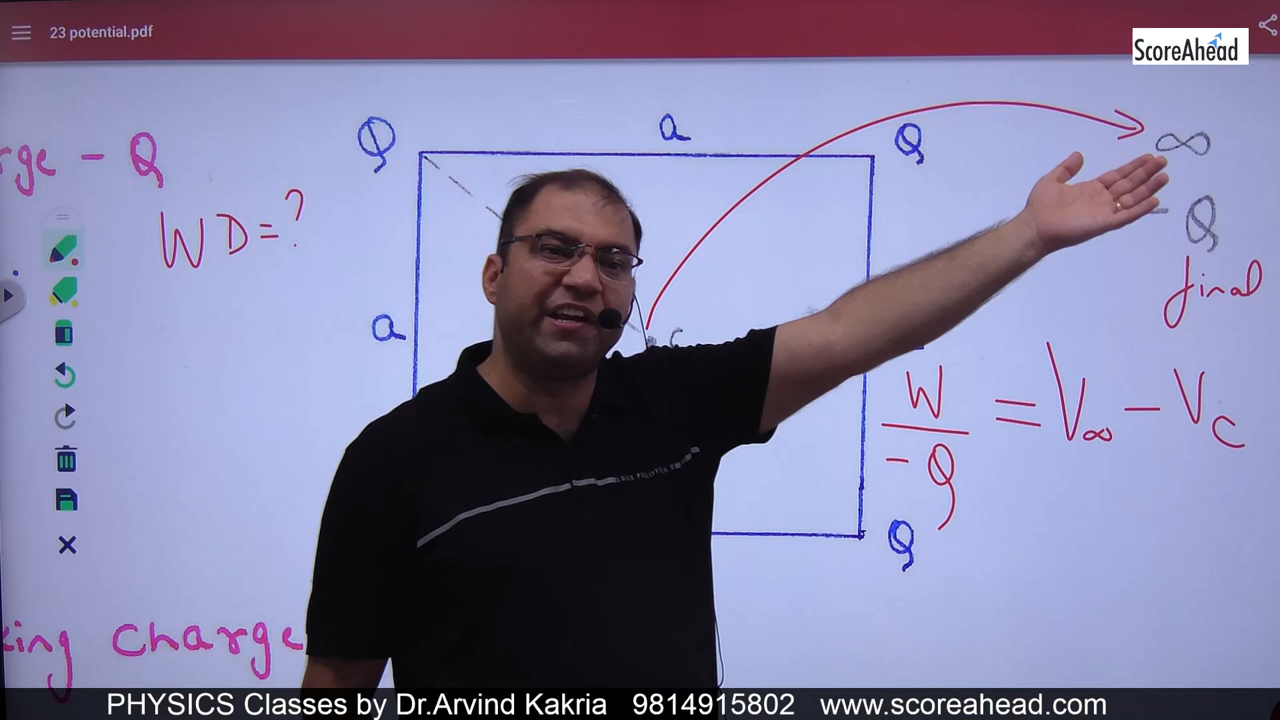 23 potential.pdf
ScoreAhead
rge - Q
WD = ?
Q
a
Q
∞
- Q
final
a
C
W / -Q = V∞ - VC
Q
king charge
PHYSICS Classes by Dr.Arvind Kakria 9814915802 www.scoreahead.com